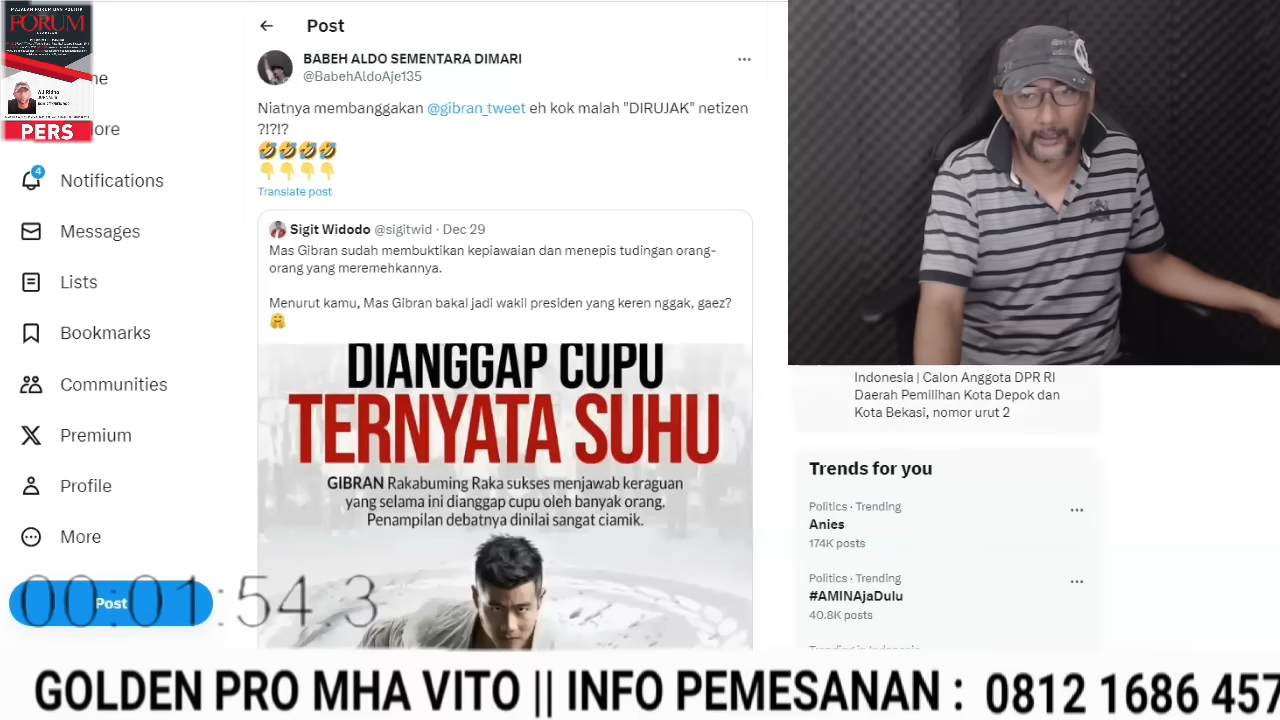 FORUM
PERS
Post
BABEH ALDO SEMENTARA DIMARI
@BabehAldoAje135
Niatnya membanggakan @gibran_tweet eh kok malah "DIRUJAK" netizen
?!?!?
🤣🤣🤣🤣
👇👇👇👇
Translate post
Sigit Widodo @sigitwid · Dec 29
Mas Gibran sudah membuktikan kepiawaian dan menepis tudingan orang-
orang yang meremehkannya.
Menurut kamu, Mas Gibran bakal jadi wakil presiden yang keren nggak, gaez?
🤗
DIANGGAP CUPU
TERNYATA SUHU
GIBRAN Rakabuming Raka sukses menjawab keraguan
yang selama ini dianggap cupu oleh banyak orang.
Penampilan debatnya dinilai sangat ciamik.
4
Notifications
Messages
Lists
Bookmarks
Communities
Premium
Profile
More
Post
00:01:54.3
Indonesia | Calon Anggota DPR RI
Daerah Pemilihan Kota Depok dan
Kota Bekasi, nomor urut 2
Trends for you
Politics · Trending
Anies
174K posts
Politics · Trending
#AMINAjaDulu
40.8K posts
GOLDEN PRO MHA VITO || INFO PEMESANAN : 0812 1686 457